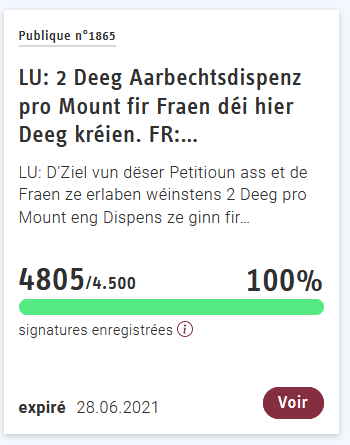 Publique n°1865
LU: 2 Deeg Aarbechtsdispenz
pro Mount fir Fraen déi hier
Deeg kréien. FR:...
LU: D'Ziel vun dëser Petitioun ass et de
Fraen ze erlaben wéinstens 2 Deeg pro
Mount eng Dispens ze ginn fir...
4805/4.500 100%
signatures enregistrées
expiré 28.06.2021 Voir